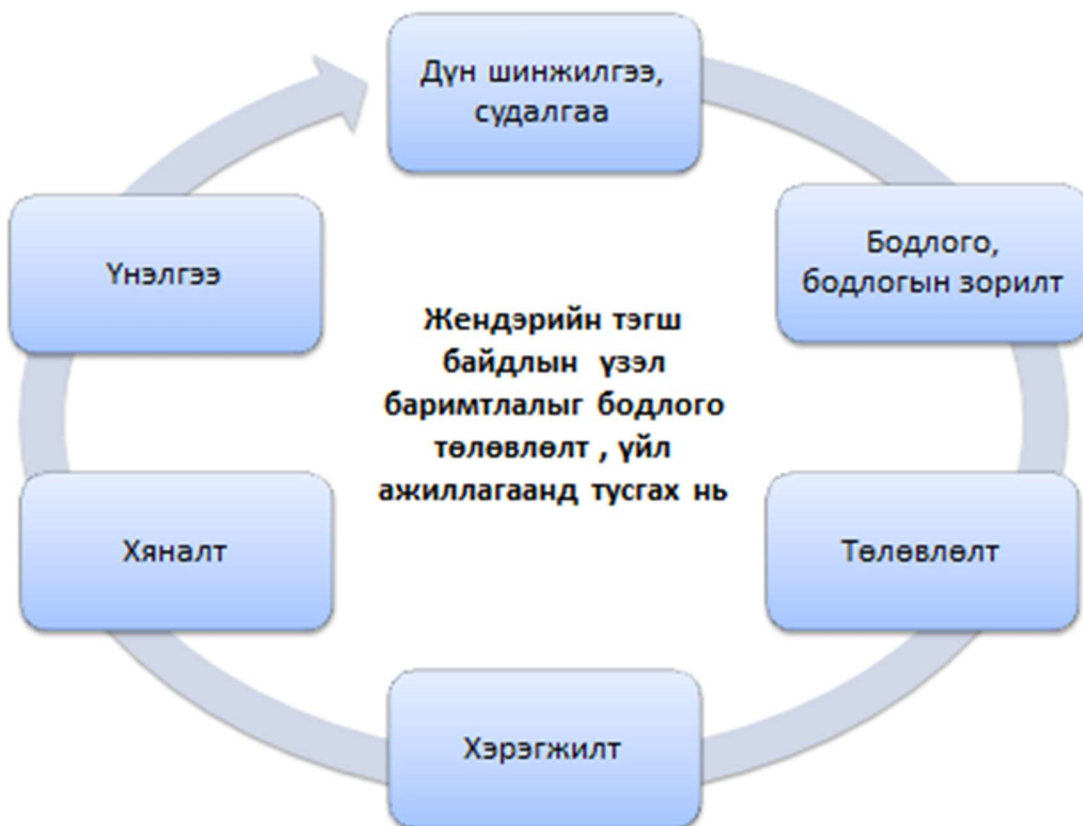 Дүн шинжилгээ,
судалгаа
Бодлого,
бодлогын зорилт
Төлөвлөлт
Хэрэгжилт
Хяналт
Үнэлгээ
Жендэрийн тэгш
байдлын үзэл
баримтлалыг бодлого
төлөвлөлт , үйл
ажиллагаанд тусгах нь